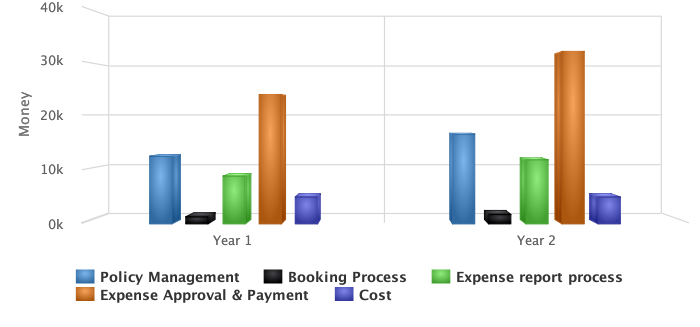 40k
30k
20k
10k
0k
Money
Year 1
Year 2
Policy Management
Booking Process
Expense report process
Expense Approval & Payment
Cost